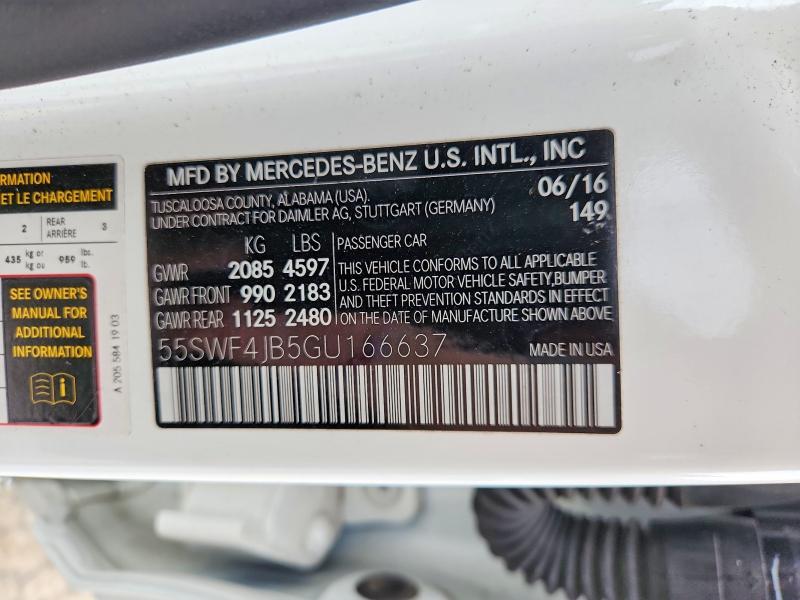 RMATION
ET LE CHARGEMENT
2 REAR ARRIÈRE 3
435 kg or kg ou 959 lbs. lb.
SEE OWNER'S
MANUAL FOR
ADDITIONAL
INFORMATION
A 205 584 19 03
MFD BY MERCEDES-BENZ U.S. INTL., INC
TUSCALOOSA COUNTY, ALABAMA (USA). 06/16
UNDER CONTRACT FOR DAIMLER AG, STUTTGART (GERMANY) 149
KG LBS PASSENGER CAR
GVWR 2085 4597 THIS VEHICLE CONFORMS TO ALL APPLICABLE
GAWR FRONT 990 2183 U.S. FEDERAL MOTOR VEHICLE SAFETY,BUMPER
AND THEFT PREVENTION STANDARDS IN EFFECT
GAWR REAR 1125 2480 ON THE DATE OF MANUFACTURE SHOWN ABOVE
55SWF4JB5GU166637 MADE IN USA